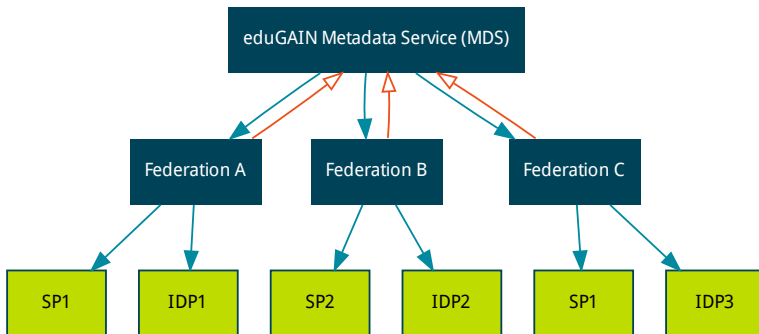 eduGAIN Metadata Service (MDS)
Federation A
Federation B
Federation C
SP1
IDP1
SP2
IDP2
SP1
IDP3